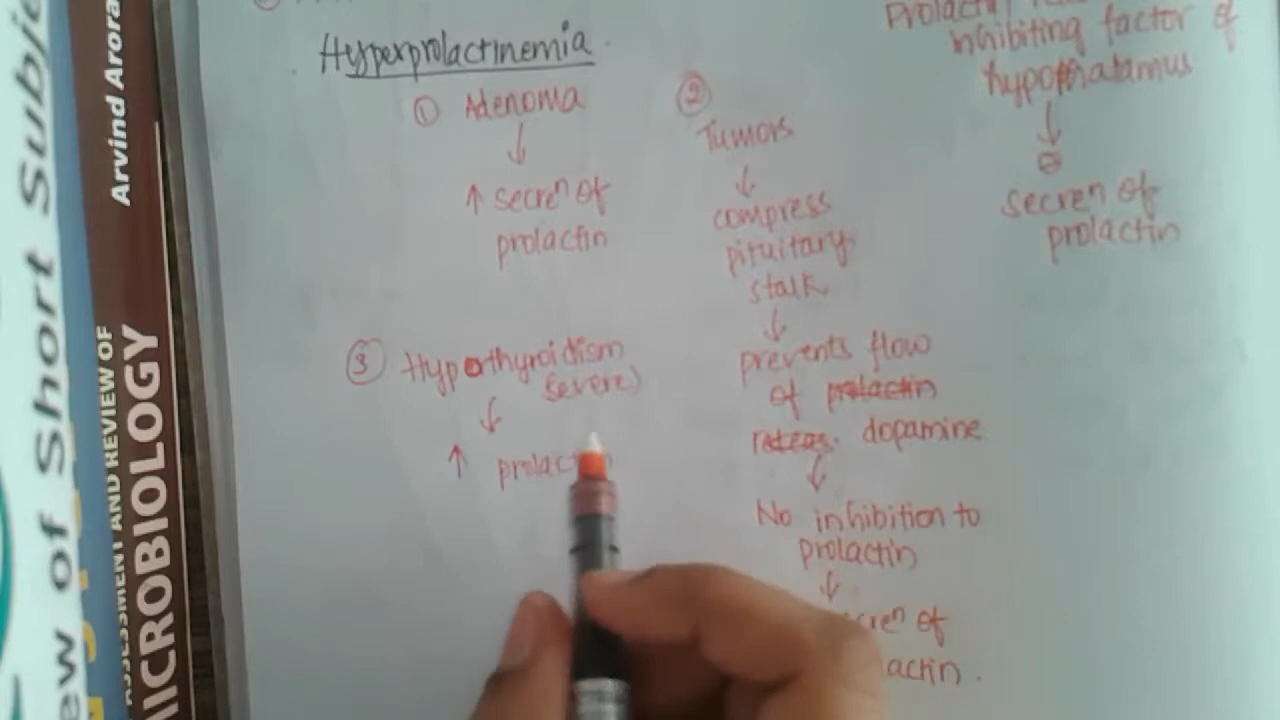 Hyperprolactinemia
① Adenoma
↓
↑ secreⁿ of
prolactin
②
Tumors
↓
compress
pituitary
stalk
↓
prevents flow
of prolactin
dopamine
↓
No inhibition to
prolactin
↓
creⁿ of
actin.
③ Hypothyroidism
(severe)
↓
↑ prolac
inhibiting factor of
hypothalamus
↓
⊖
secreⁿ of
prolactin
ew of Short Subje
Arvind Arora
ASSESSMENT AND REVIEW OF
MICROBIOLOGY